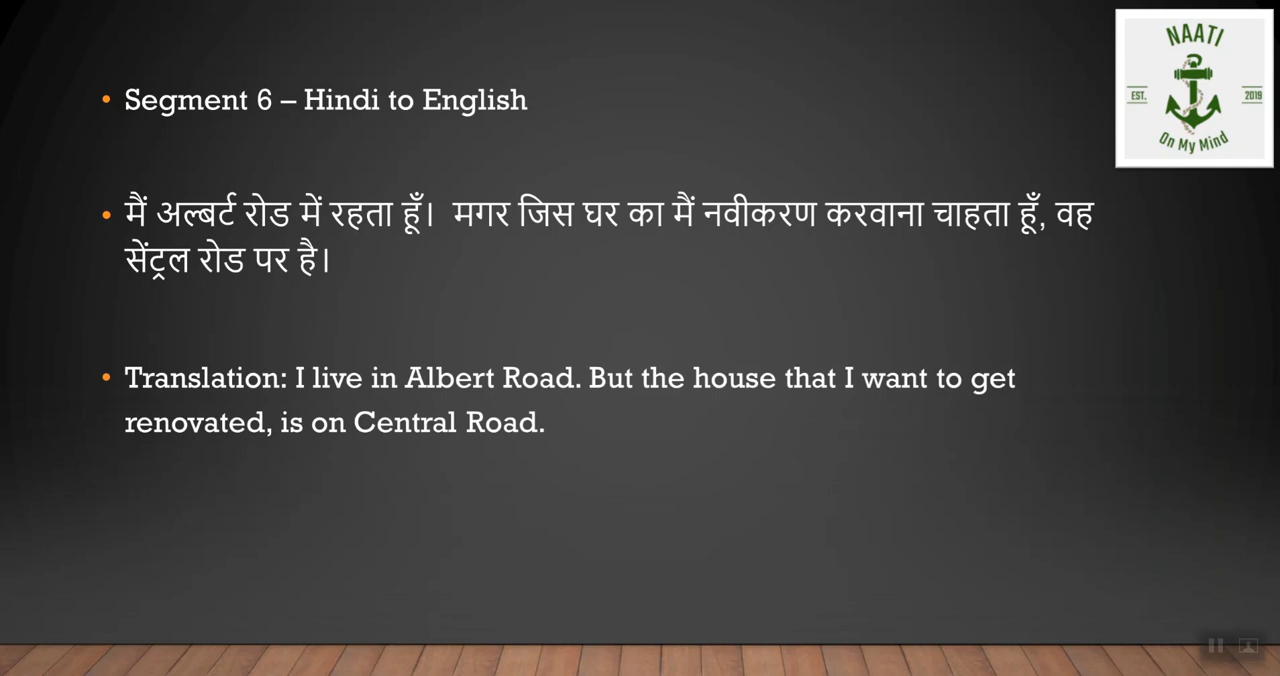 NAATI
EST. 2019
On My Mind
• Segment 6 – Hindi to English
• मैं अल्बर्ट रोड में रहता हूँ। मगर जिस घर का मैं नवीकरण करवाना चाहता हूँ, वह
सेंट्रल रोड पर है।
• Translation: I live in Albert Road. But the house that I want to get
renovated, is on Central Road.